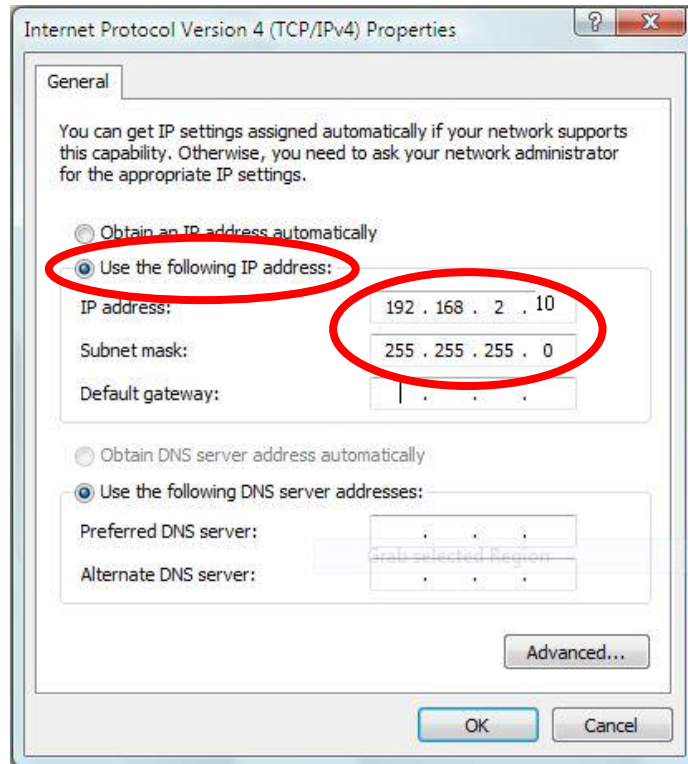 Internet Protocol Version 4 (TCP/IPv4) Properties
General
You can get IP settings assigned automatically if your network supports
this capability. Otherwise, you need to ask your network administrator
for the appropriate IP settings.
Obtain an IP address automatically
Use the following IP address:
IP address: 192 . 168 . 2 . 10
Subnet mask: 255 . 255 . 255 . 0
Default gateway: . . .
Obtain DNS server address automatically
Use the following DNS server addresses:
Preferred DNS server: . . .
Grab selected Region
Alternate DNS server: . . .
Advanced...
OK Cancel